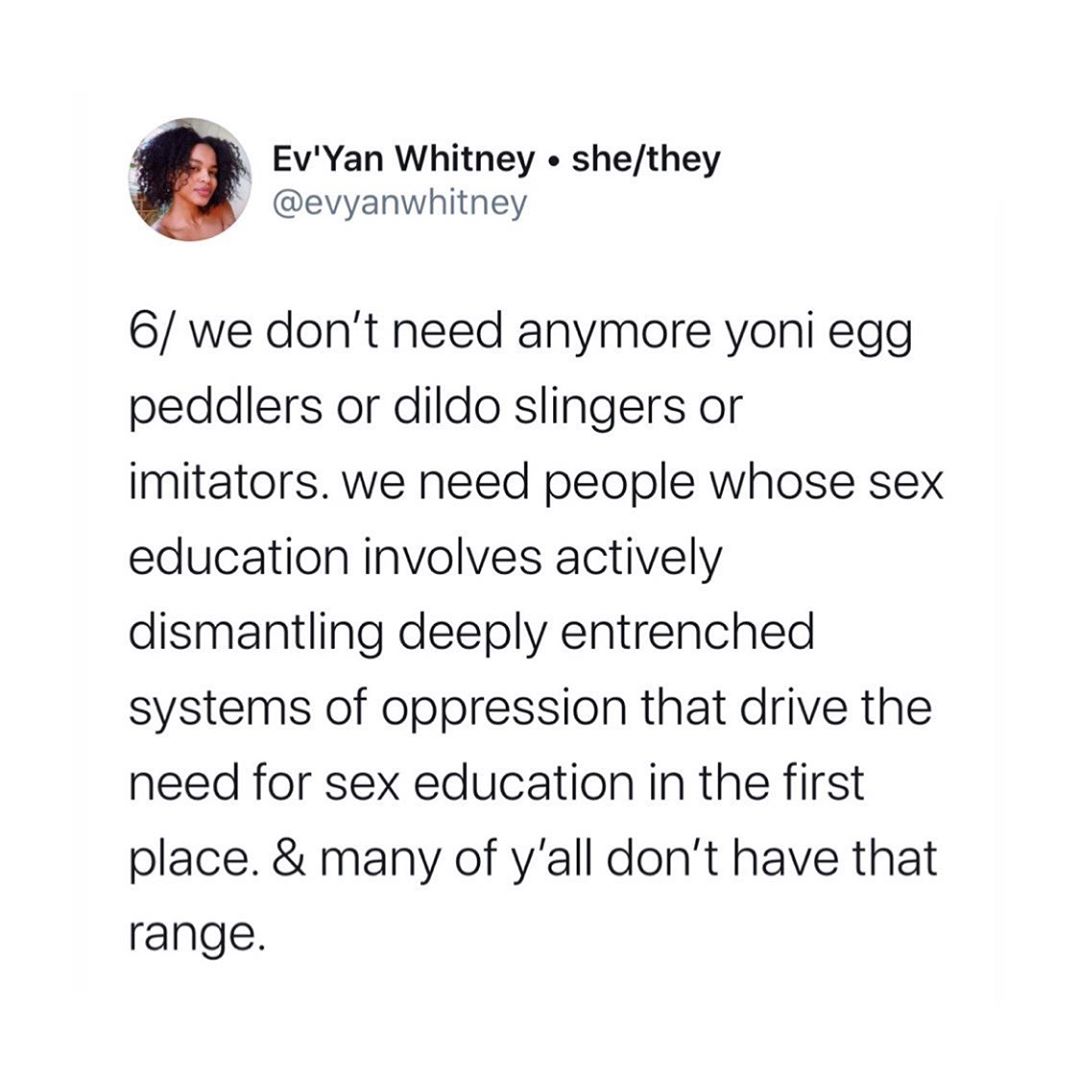 Ev'Yan Whitney • she/they
@evyanwhitney
6/ we don’t need anymore yoni egg
peddlers or dildo slingers or
imitators. we need people whose sex
education involves actively
dismantling deeply entrenched
systems of oppression that drive the
need for sex education in the first
place. & many of y’all don’t have that
range.